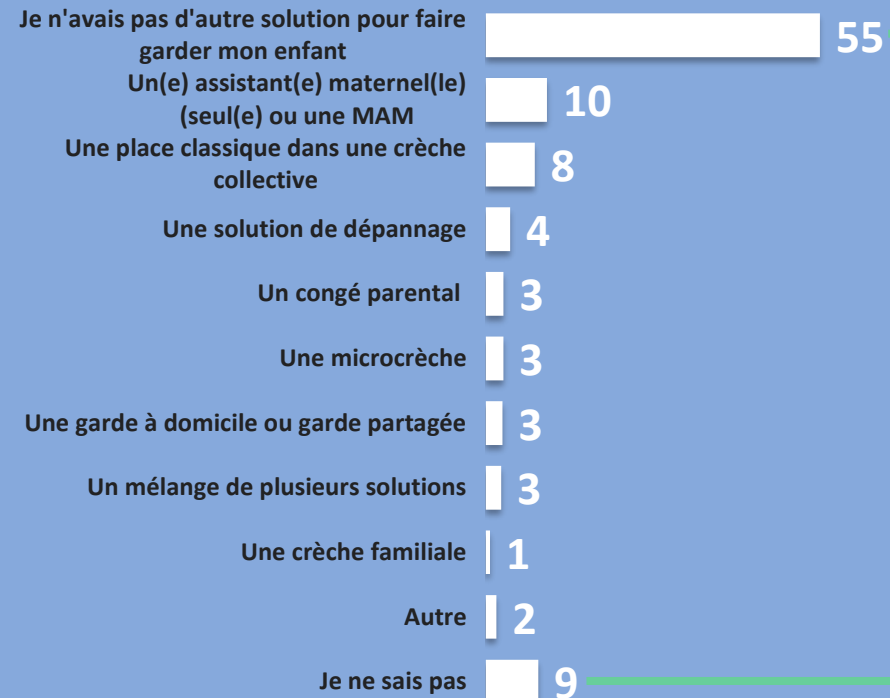 Je n'avais pas d'autre solution pour faire
garder mon enfant
55
Un(e) assistant(e) maternel(le)
(seul(e) ou une MAM
10
Une place classique dans une crèche
collective
8
Une solution de dépannage
4
Un congé parental
3
Une microcrèche
3
Une garde à domicile ou garde partagée
3
Un mélange de plusieurs solutions
3
Une crèche familiale
1
Autre
2
Je ne sais pas
9